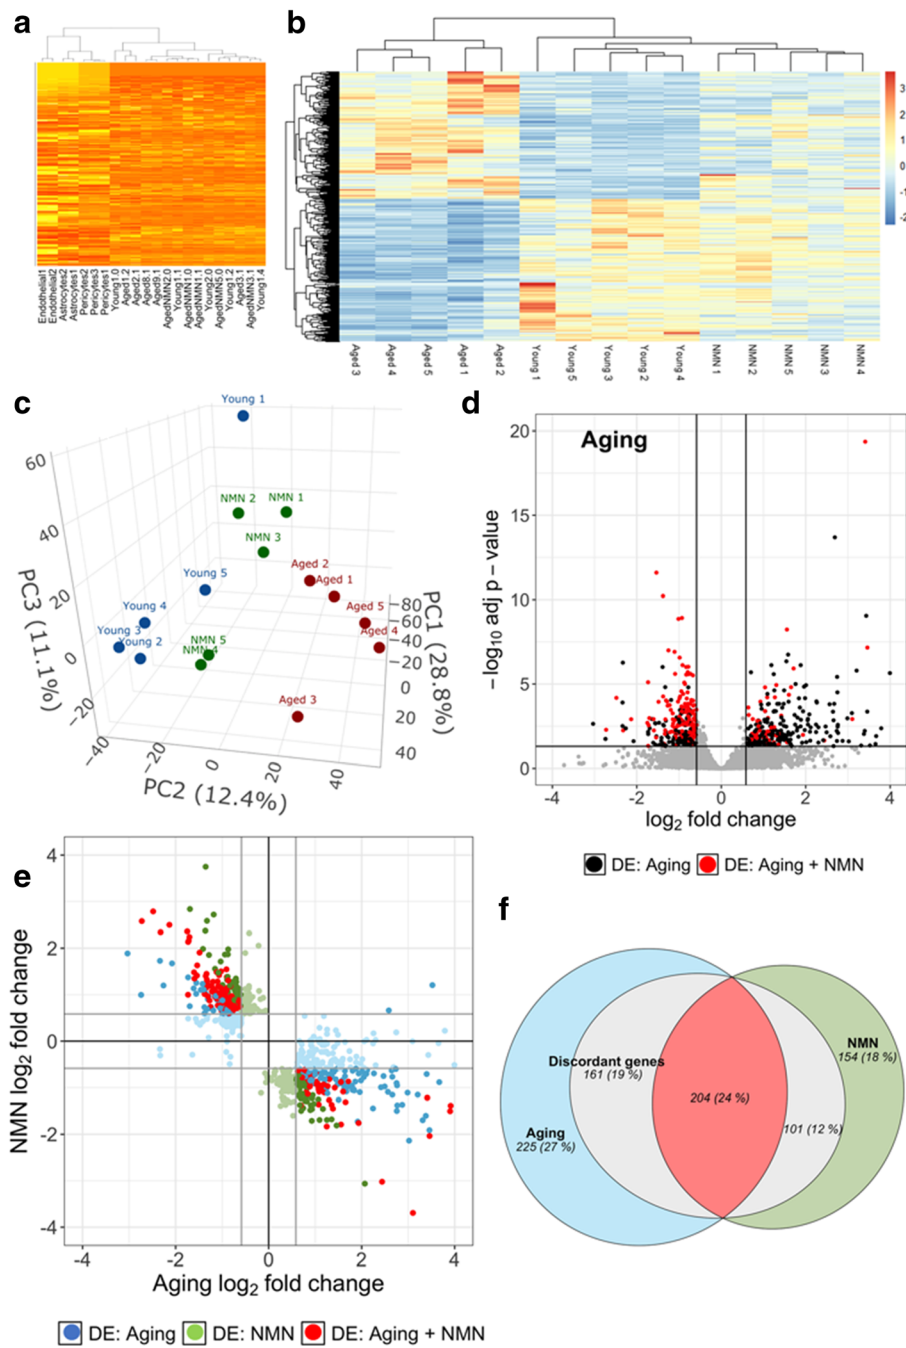 a
Endothelial1
Endothelial2
Astrocytes2
Astrocytes1
Pericytes2
Pericytes3
Pericytes1
Young1.0
Aged1.2
Aged2.1
Aged8.1
Aged9.1
AgedNMN2.0
Young1.1
AgedNMN1.0
AgedNMN1.1
Young2.0
AgedNMN5.0
Young1.2
Aged3.1
AgedNMN3.1
Young1.4
b
3
2
1
0
-1
-2
Aged 3
Aged 4
Aged 5
Aged 1
Aged 2
Young 1
Young 5
Young 3
Young 2
Young 4
NMN 1
NMN 2
NMN 5
NMN 3
NMN 4
c
Young 1
NMN 2
NMN 1
NMN 3
Young 5
Aged 2
Aged 1
Aged 5
Aged 4
Young 4
Young 3
Young 2
NMN 5
NMN 4
Aged 3
60
40
20
0
−20
PC3 (11.1%)
−40
−20
0
20
40
PC2 (12.4%)
−80
−60
−40
−20
0
20
40
PC1 (28.8%)
d
Aging
20
15
10
5
0
−log10 adj p − value
-4
-2
0
2
4
log2 fold change
DE: Aging
DE: Aging + NMN
e
4
2
0
-2
-4
NMN log2 fold change
-4
-2
0
2
4
Aging log2 fold change
DE: Aging
DE: NMN
DE: Aging + NMN
f
NMN
154 (18 %)
Discordant genes
161 (19 %)
204 (24 %)
101 (12 %)
Aging
225 (27 %)